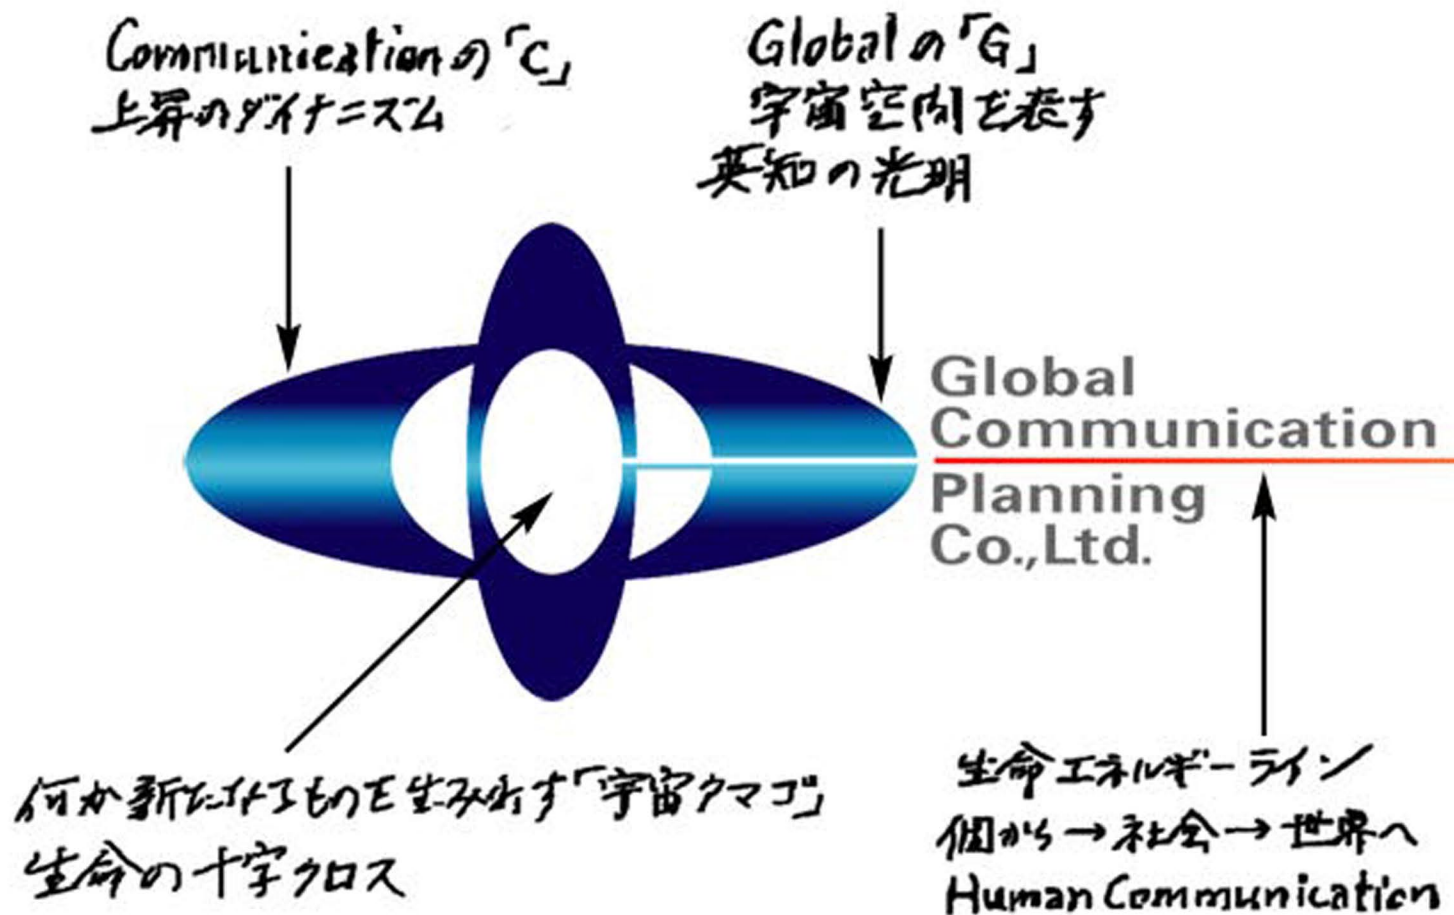 Communicationの「C」
上昇のダイナニズム
Globalの「G」
宇宙空間を表す
英知の光明
Global
Communication
Planning
Co.,Ltd.
何か新たなるものを生み出す「宇宙タマゴ」
生命の十字クロス
生命エネルギーライン
個から→社会→世界へ
Human Communication